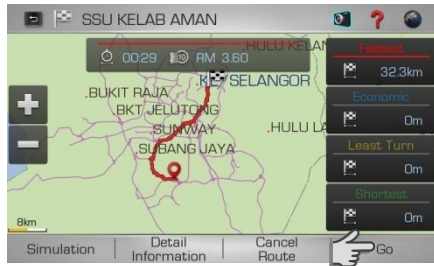 SSU KELAB AMAN
?
00:29 RM 3.60
HULU KELAN
Fastest
32.3km
SELANGOR
BUKIT RAJA
BKT JELUTONG
SUNWAY
SUBANG JAYA
HULU LA
Economic
0m
Least Turn
0m
Shortest
0m
8km
Simulation
Detail Information
Cancel Route
Go